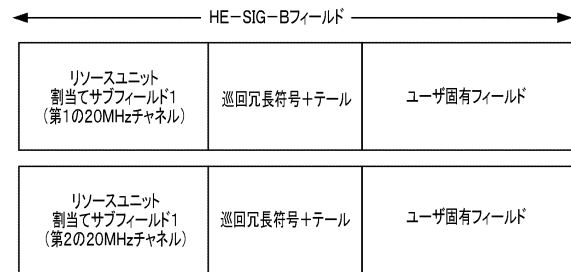 HE-SIG-Bフィールド
リソースユニット
割当てサブフィールド1
(第1の20MHzチャネル)
巡回冗長符号+テール
ユーザ固有フィールド
リソースユニット
割当てサブフィールド1
(第2の20MHzチャネル)
巡回冗長符号+テール
ユーザ固有フィールド